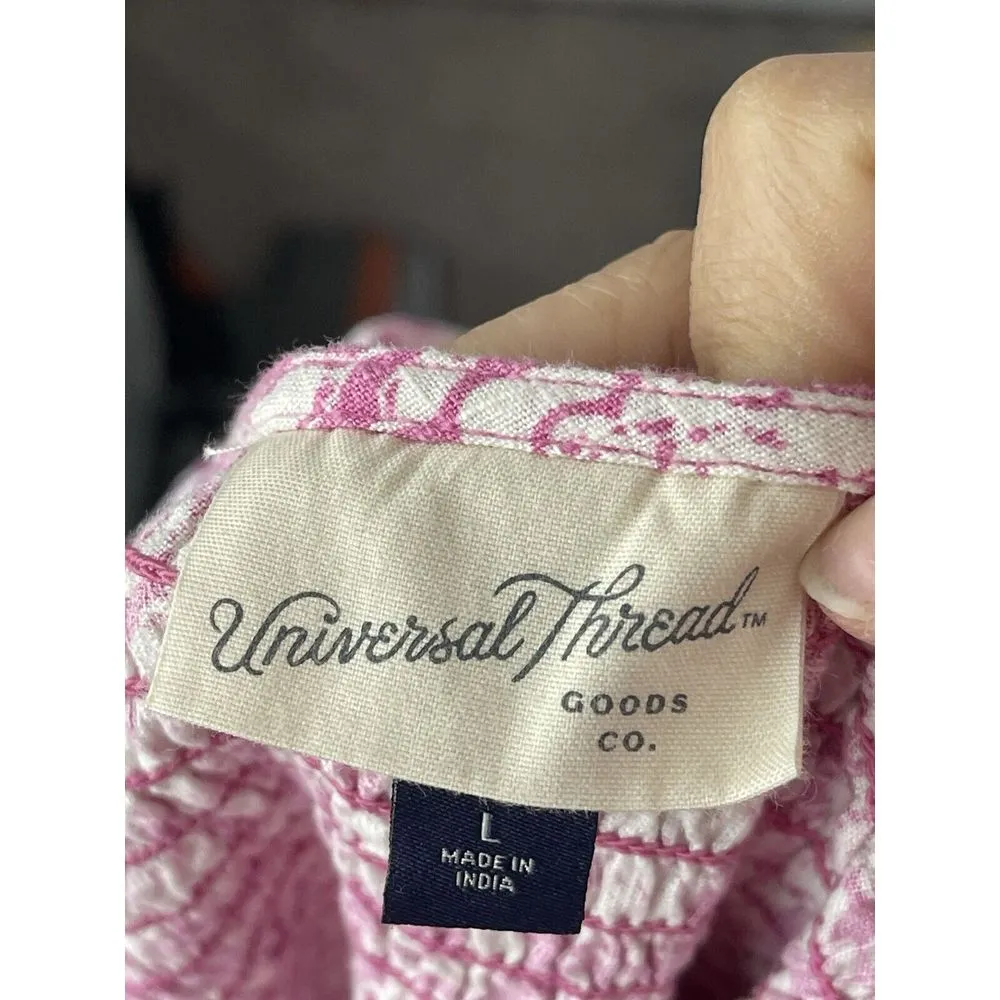 Universal Thread™
GOODS
CO.
L
MADE IN
INDIA